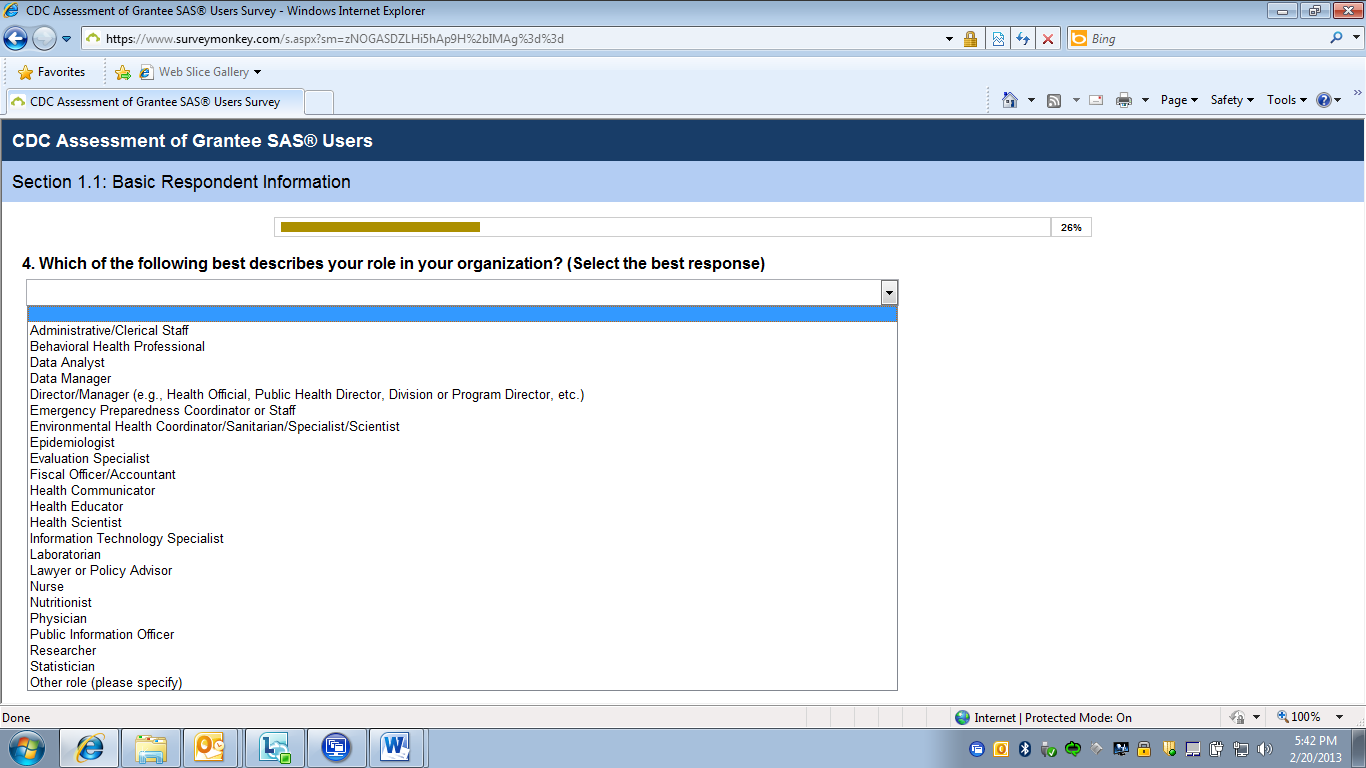 CDC Assessment of Grantee SAS® Users Survey - Windows Internet Explorer
https://www.surveymonkey.com/s.aspx?sm=zNOGASDZLHi5hAp9H%2bIMAg%3d%3d
Bing
Favorites
Web Slice Gallery
CDC Assessment of Grantee SAS® Users Survey
Page
Safety
Tools
CDC Assessment of Grantee SAS® Users
Section 1.1: Basic Respondent Information
26%
4. Which of the following best describes your role in your organization? (Select the best response)
Administrative/Clerical Staff
Behavioral Health Professional
Data Analyst
Data Manager
Director/Manager (e.g., Health Official, Public Health Director, Division or Program Director, etc.)
Emergency Preparedness Coordinator or Staff
Environmental Health Coordinator/Sanitarian/Specialist/Scientist
Epidemiologist
Evaluation Specialist
Fiscal Officer/Accountant
Health Communicator
Health Educator
Health Scientist
Information Technology Specialist
Laboratorian
Lawyer or Policy Advisor
Nurse
Nutritionist
Physician
Public Information Officer
Researcher
Statistician
Other role (please specify)
Done
Internet | Protected Mode: On
100%
5:42 PM
2/20/2013